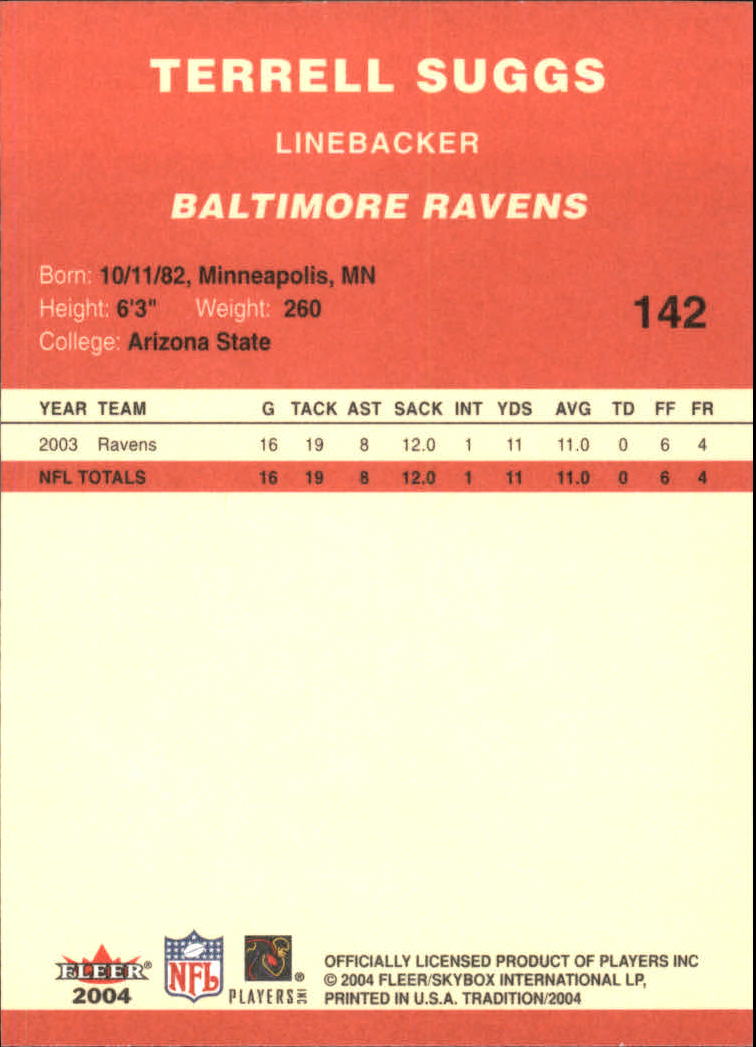 TERRELL SUGGS
LINEBACKER
BALTIMORE RAVENS
Born: 10/11/82, Minneapolis, MN
Height: 6'3" Weight: 260
142
College: Arizona State
YEAR TEAM G TACK AST SACK INT YDS AVG TD FF FR
2003 Ravens 16 19 8 12.0 1 11 11.0 0 6 4
NFL TOTALS 16 19 8 12.0 1 11 11.0 0 6 4
FLEER®
2004
NFL
®
PLAYERS INC
OFFICIALLY LICENSED PRODUCT OF PLAYERS INC
© 2004 FLEER/SKYBOX INTERNATIONAL LP,
PRINTED IN U.S.A. TRADITION/2004